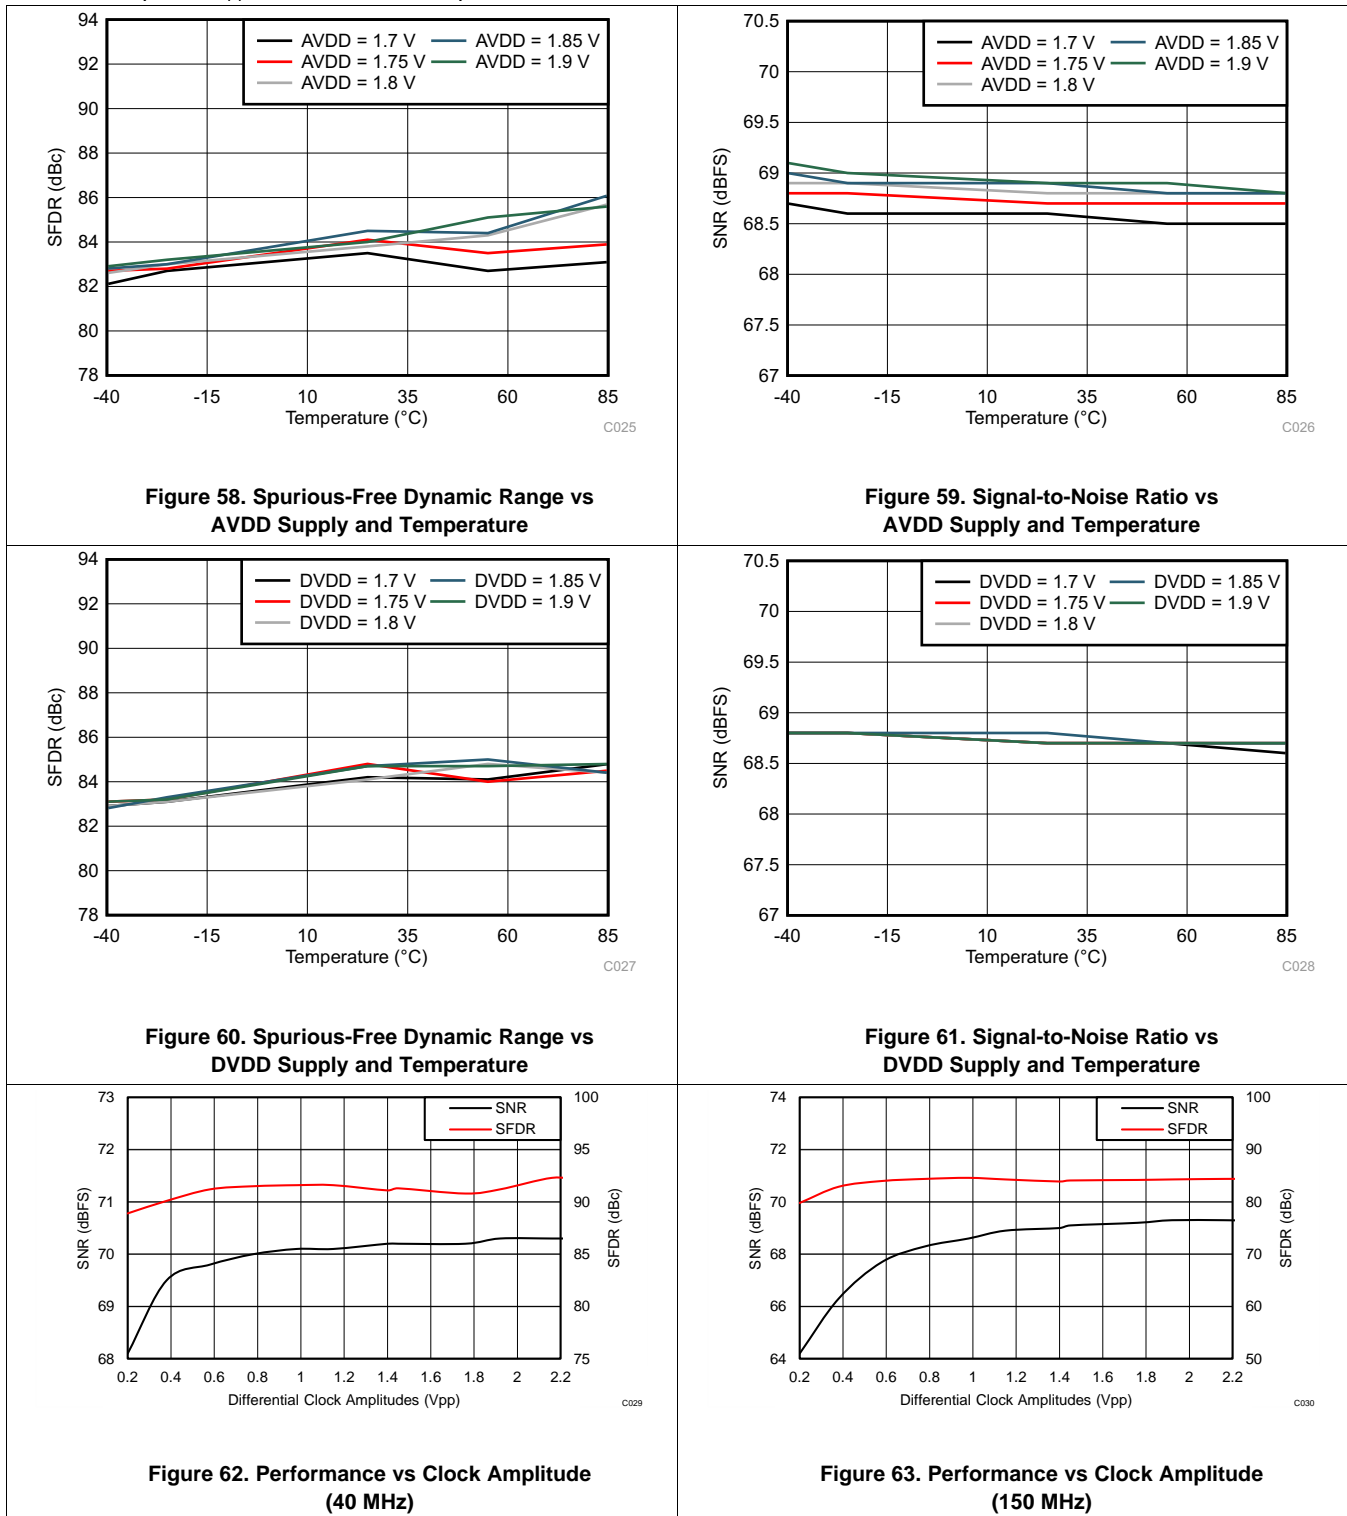 94
92
90
88
86
84
82
80
78
SFDR (dBc)
AVDD = 1.7 V
AVDD = 1.85 V
AVDD = 1.75 V
AVDD = 1.9 V
AVDD = 1.8 V
-40 -15 10 35 60 85
Temperature (°C)
C025
Figure 58. Spurious-Free Dynamic Range vs
AVDD Supply and Temperature
70.5
70
69.5
69
68.5
68
67.5
67
SNR (dBFS)
AVDD = 1.7 V
AVDD = 1.85 V
AVDD = 1.75 V
AVDD = 1.9 V
AVDD = 1.8 V
-40 -15 10 35 60 85
Temperature (°C)
C026
Figure 59. Signal-to-Noise Ratio vs
AVDD Supply and Temperature
94
92
90
88
86
84
82
80
78
SFDR (dBc)
DVDD = 1.7 V
DVDD = 1.85 V
DVDD = 1.75 V
DVDD = 1.9 V
DVDD = 1.8 V
-40 -15 10 35 60 85
Temperature (°C)
C027
Figure 60. Spurious-Free Dynamic Range vs
DVDD Supply and Temperature
70.5
70
69.5
69
68.5
68
67.5
67
SNR (dBFS)
DVDD = 1.7 V
DVDD = 1.85 V
DVDD = 1.75 V
DVDD = 1.9 V
DVDD = 1.8 V
-40 -15 10 35 60 85
Temperature (°C)
C028
Figure 61. Signal-to-Noise Ratio vs
DVDD Supply and Temperature
73
72
71
70
69
68
SNR (dBFS)
SNR
SFDR
100
95
90
85
80
75
SFDR (dBc)
0.2 0.4 0.6 0.8 1 1.2 1.4 1.6 1.8 2 2.2
Differential Clock Amplitudes (Vpp)
C029
Figure 62. Performance vs Clock Amplitude
(40 MHz)
74
72
70
68
66
64
SNR (dBFS)
SNR
SFDR
100
90
80
70
60
50
SFDR (dBc)
0.2 0.4 0.6 0.8 1 1.2 1.4 1.6 1.8 2 2.2
Differential Clock Amplitudes (Vpp)
C030
Figure 63. Performance vs Clock Amplitude
(150 MHz)